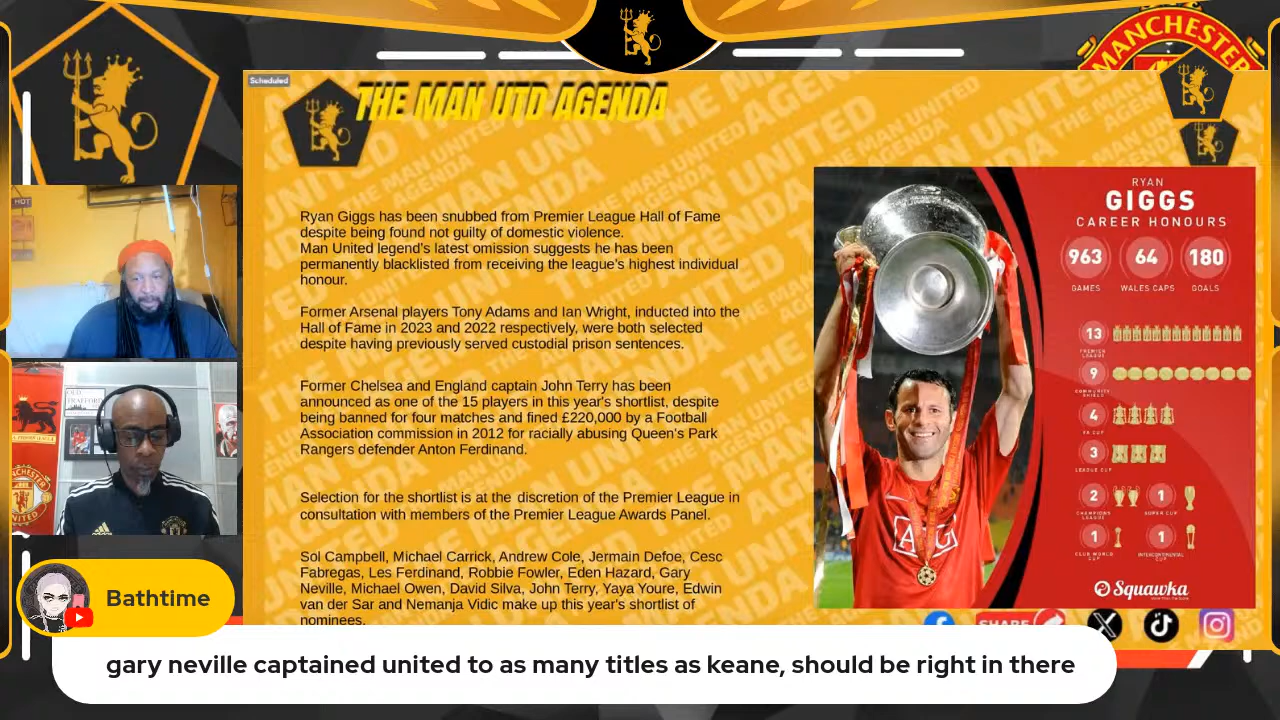 MANCHESTER
Scheduled
THE MAN UTD AGENDA
HOT
Ryan Giggs has been snubbed from Premier League Hall of Fame
despite being found not guilty of domestic violence.
Man United legend's latest omission suggests he has been
permanently blacklisted from receiving the league's highest individual
honour.
Former Arsenal players Tony Adams and Ian Wright, inducted into the
Hall of Fame in 2023 and 2022 respectively, were both selected
despite having previously served custodial prison sentences.
Former Chelsea and England captain John Terry has been
announced as one of the 15 players in this year's shortlist, despite
being banned for four matches and fined £220,000 by a Football
Association commission in 2012 for racially abusing Queen's Park
Rangers defender Anton Ferdinand.
Selection for the shortlist is at the discretion of the Premier League in
consultation with members of the Premier League Awards Panel.
Sol Campbell, Michael Carrick, Andrew Cole, Jermain Defoe, Cesc
Fabregas, Les Ferdinand, Robbie Fowler, Eden Hazard, Gary
Neville, Michael Owen, David Silva, John Terry, Yaya Youre, Edwin
van der Sar and Nemanja Vidic make up this year's shortlist of
nominees.
RYAN
GIGGS
CAREER HONOURS
963 64 180
GAMES WALES CAPS GOALS
13
PREMIER
LEAGUE
9
COMMUNITY
SHIELD
4
FA CUP
3
LEAGUE CUP
2 1
CHAMPIONS
LEAGUE
SUPER CUP
1 1
CLUB WORLD
CUP
INTERCONTINENTAL
CUP
Squawka
AIG
OLD
TRAFFORD
MANCHESTER
UNITED
adidas
SHARE
Bathtime
gary neville captained united to as many titles as keane, should be right in there